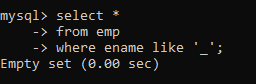 mysql> select *
    -> from emp
    -> where ename like '_';
Empty set (0.00 sec)